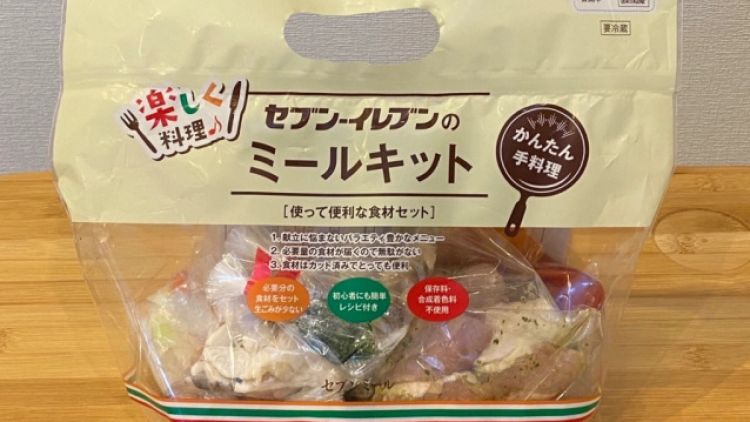 要冷蔵
楽しく
料理♪
セブン-イレブンの
ミールキット
かんたん
手料理
[使って便利な食材セット]
1. 献立に悩まないバラエティ豊かなメニュー
2. 必要量の食材が届くので無駄がない
3. 食材はカット済みでとっても便利
必要分の
食材をセット
生ごみが少ない
初心者にも簡単
レシピ付き
保存料・
合成着色料
不使用
セブンミール